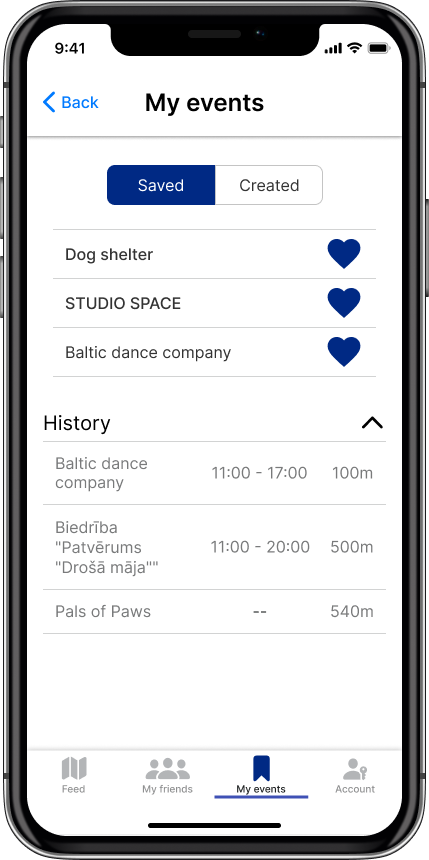 9:41
Back
My events
Saved
Created
Dog shelter
STUDIO SPACE
Baltic dance company
History
Baltic dance
company
11:00 - 17:00
100m
Biedrība
"Patvērums
"Drošā māja""
11:00 - 20:00
500m
Pals of Paws
--
540m
Feed
My friends
My events
Account